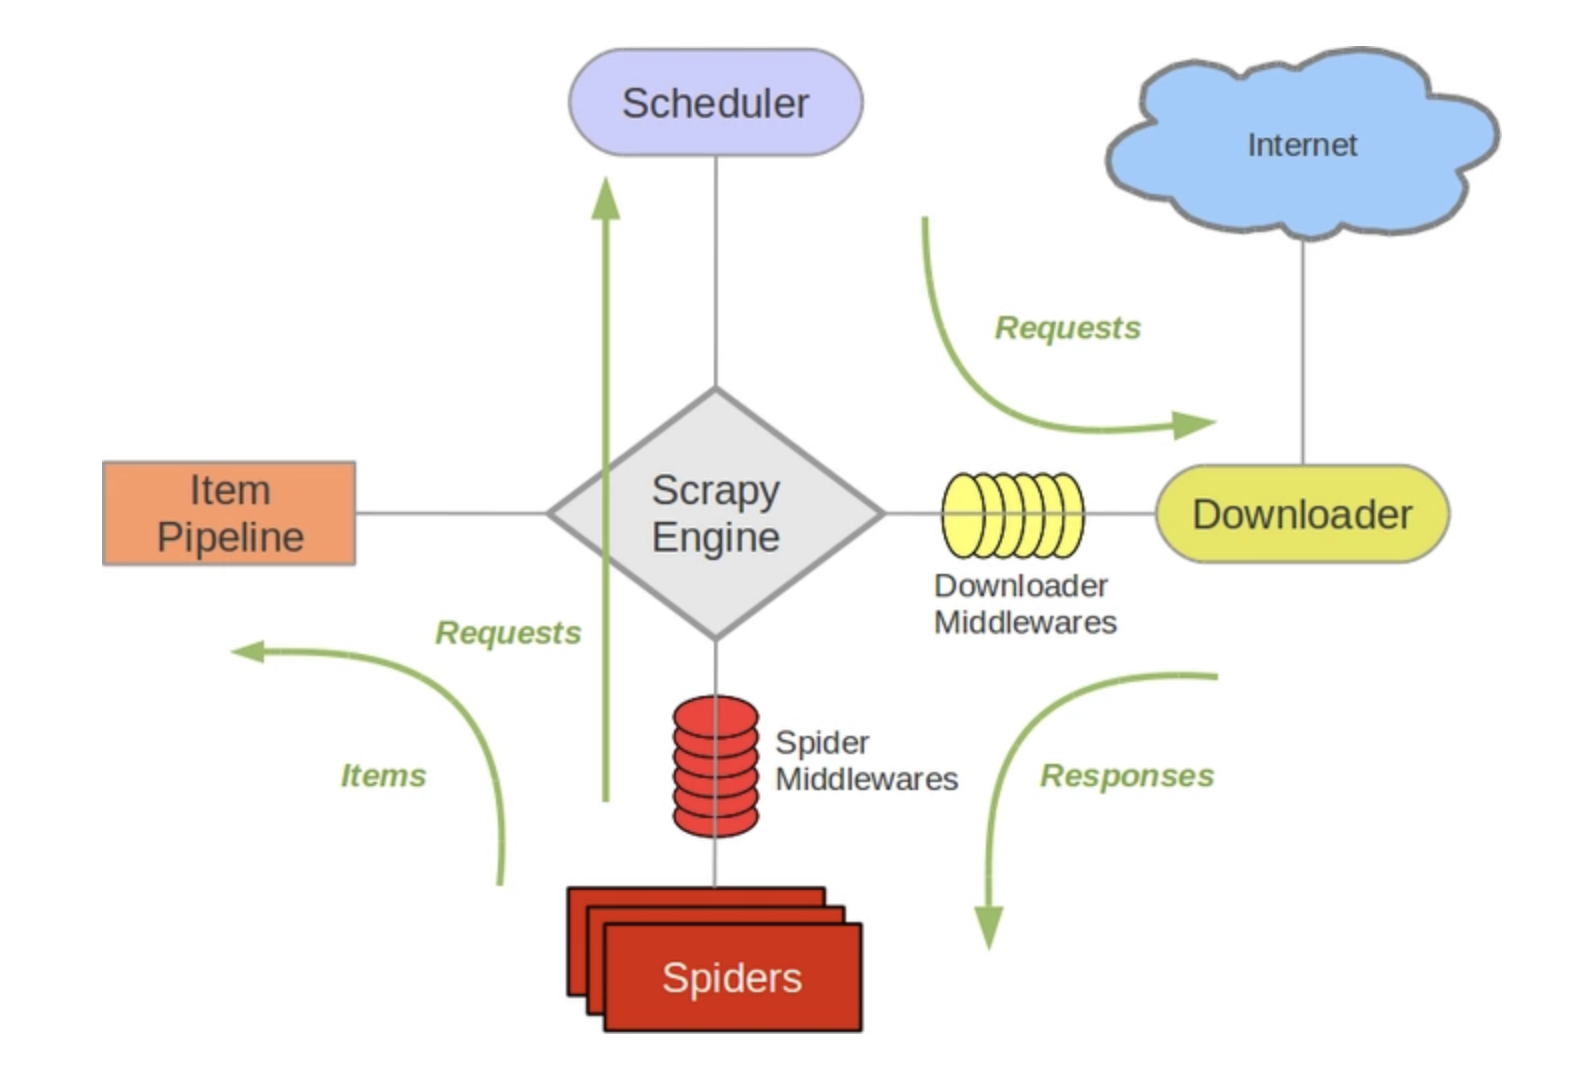 Scheduler
Internet
Requests
Item
Pipeline
Scrapy
Engine
Downloader
Downloader
Middlewares
Requests
Items
Spider
Middlewares
Responses
Spiders